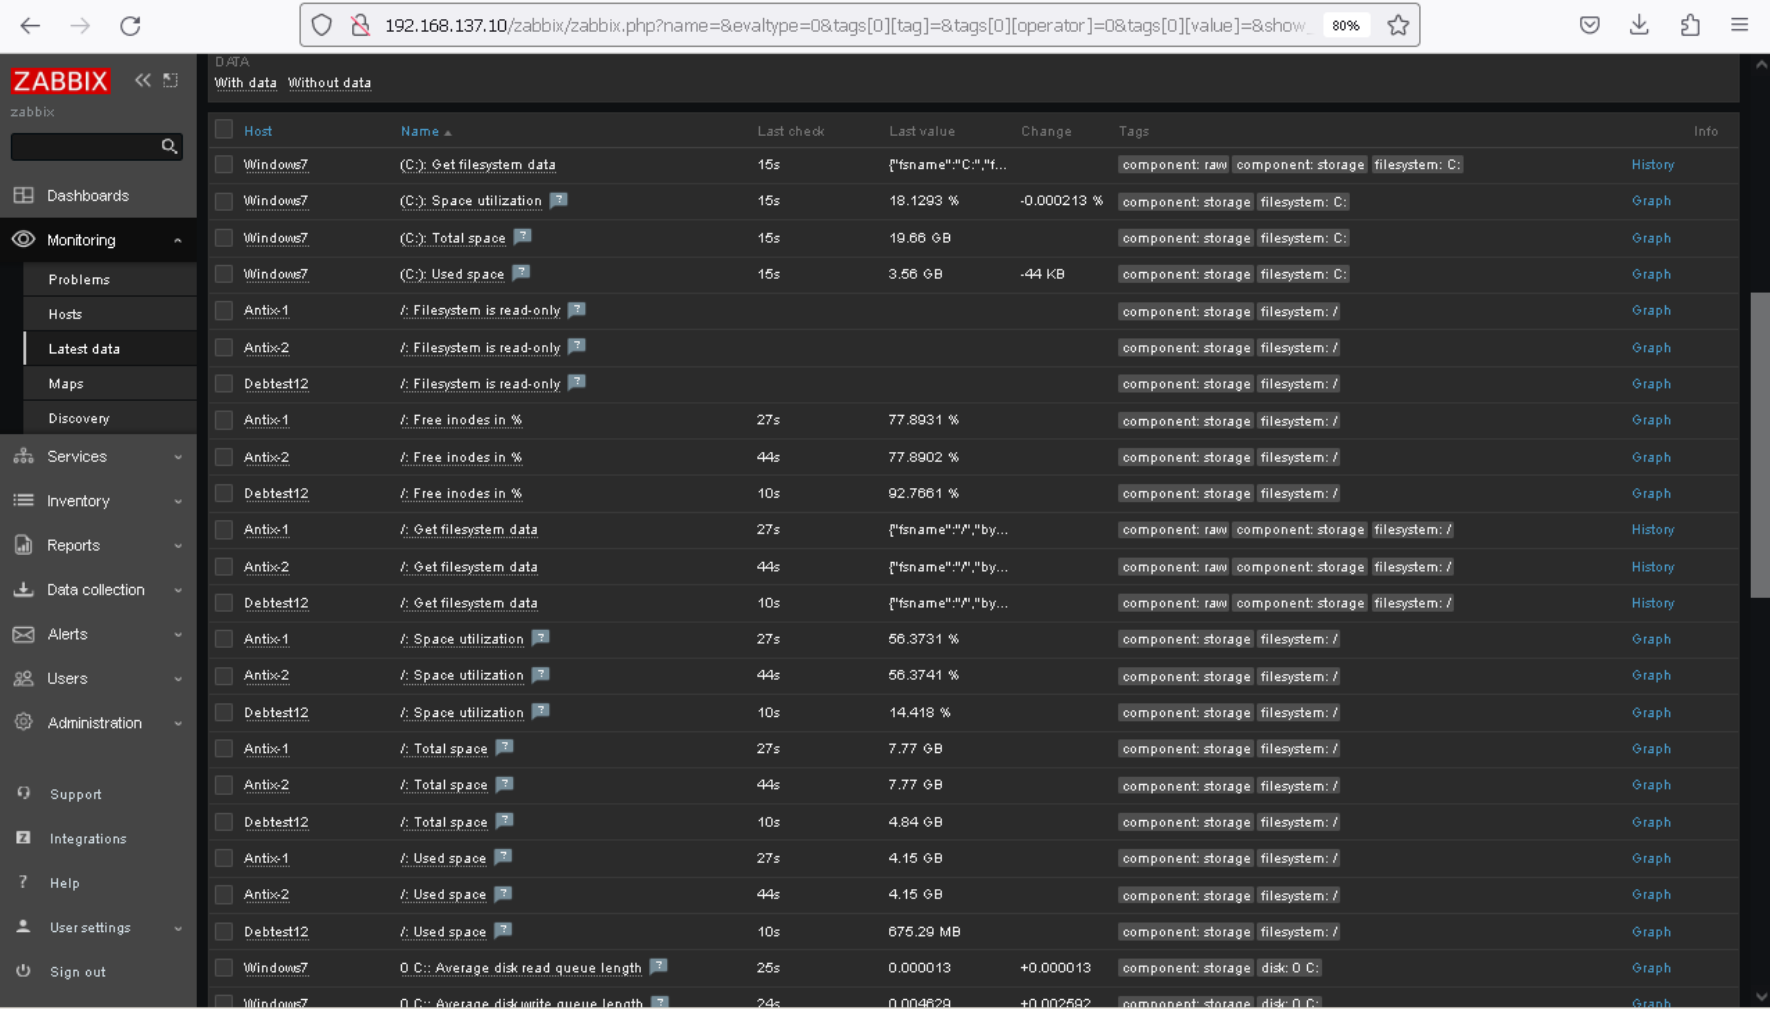 192.168.137.10/zabbix/zabbix.php?name=&evaltype=0&tags[0][tag]=&tags[0][operator]=0&tags[0][value]=&show_ 80%
ZABBIX
zabbix
Dashboards
Monitoring
Problems
Hosts
Latest data
Maps
Discovery
Services
Inventory
Reports
Data collection
Alerts
Users
Administration
Support
Integrations
Help
User settings
Sign out
DATA
With data Without data
Host Name Last check Last value Change Tags Info
Windows7 (C:): Get filesystem data 15s {"fsname":"C:","f... component: raw component: storage filesystem: C: History
Windows7 (C:): Space utilization ? 15s 18.1293 % -0.000213 % component: storage filesystem: C: Graph
Windows7 (C:): Total space ? 15s 19.66 GB component: storage filesystem: C: Graph
Windows7 (C:): Used space ? 15s 3.56 GB -44 KB component: storage filesystem: C: Graph
Antix-1 /: Filesystem is read-only ? component: storage filesystem: / Graph
Antix-2 /: Filesystem is read-only ? component: storage filesystem: / Graph
Debtest12 /: Filesystem is read-only ? component: storage filesystem: / Graph
Antix-1 /: Free inodes in % 27s 77.8931 % component: storage filesystem: / Graph
Antix-2 /: Free inodes in % 44s 77.8902 % component: storage filesystem: / Graph
Debtest12 /: Free inodes in % 10s 92.7661 % component: storage filesystem: / Graph
Antix-1 /: Get filesystem data 27s {"fsname":"/","by... component: raw component: storage filesystem: / History
Antix-2 /: Get filesystem data 44s {"fsname":"/","by... component: raw component: storage filesystem: / History
Debtest12 /: Get filesystem data 10s {"fsname":"/","by... component: raw component: storage filesystem: / History
Antix-1 /: Space utilization ? 27s 56.3731 % component: storage filesystem: / Graph
Antix-2 /: Space utilization ? 44s 56.3741 % component: storage filesystem: / Graph
Debtest12 /: Space utilization ? 10s 14.418 % component: storage filesystem: / Graph
Antix-1 /: Total space ? 27s 7.77 GB component: storage filesystem: / Graph
Antix-2 /: Total space ? 44s 7.77 GB component: storage filesystem: / Graph
Debtest12 /: Total space ? 10s 4.84 GB component: storage filesystem: / Graph
Antix-1 /: Used space ? 27s 4.15 GB component: storage filesystem: / Graph
Antix-2 /: Used space ? 44s 4.15 GB component: storage filesystem: / Graph
Debtest12 /: Used space ? 10s 675.29 MB component: storage filesystem: / Graph
Windows7 0 C:: Average disk read queue length ? 25s 0.000013 +0.000013 component: storage disk: 0 C: Graph
Windows7 0 C:: Average disk write queue length ? 24s 0.004629 +0.002592 component: storage disk: 0 C: Graph